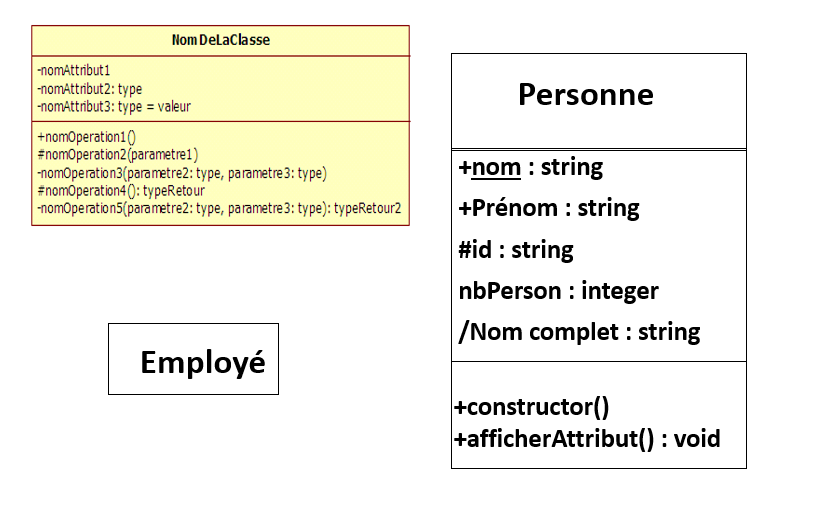 NomDeLaClasse
-nomAttribut1
-nomAttribut2: type
-nomAttribut3: type = valeur
+nomOperation1()
#nomOperation2(parametre1)
-nomOperation3(parametre2: type, parametre3: type)
#nomOperation4(): typeRetour
-nomOperation5(parametre2: type, parametre3: type): typeRetour2
Employé
Personne
+nom : string
+Prénom : string
#id : string
nbPerson : integer
/Nom complet : string
+constructor()
+afficherAttribut() : void